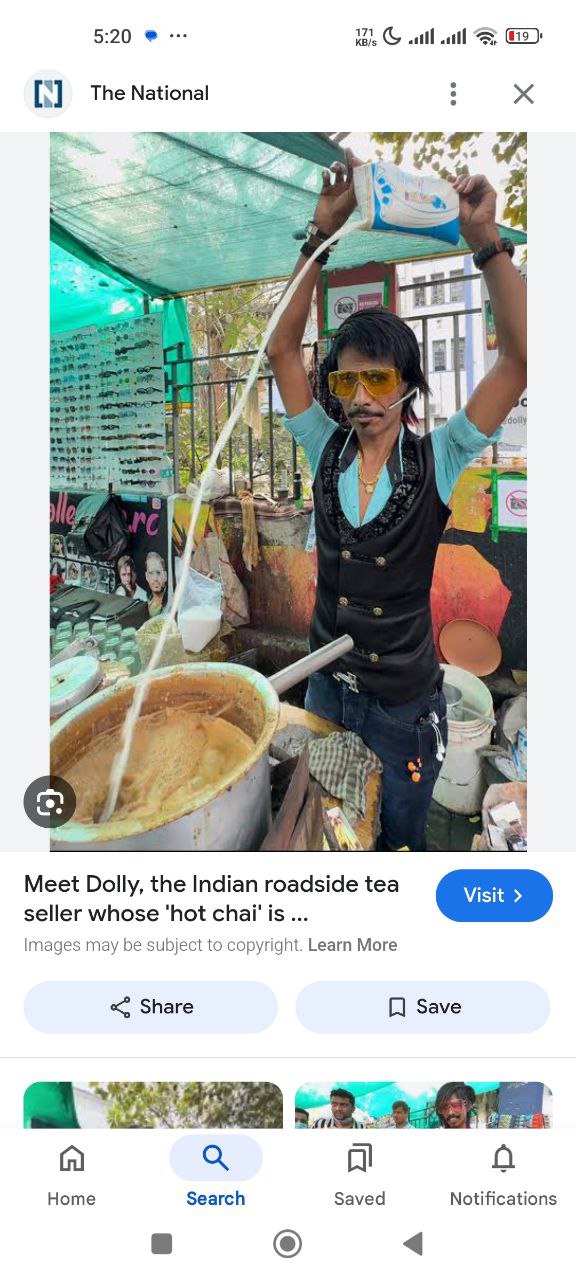 5:20
171
KB/s
19
The National
Meet Dolly, the Indian roadside tea
seller whose 'hot chai' is ...
Visit
Images may be subject to copyright. Learn More
Share
Save
Home
Search
Saved
Notifications